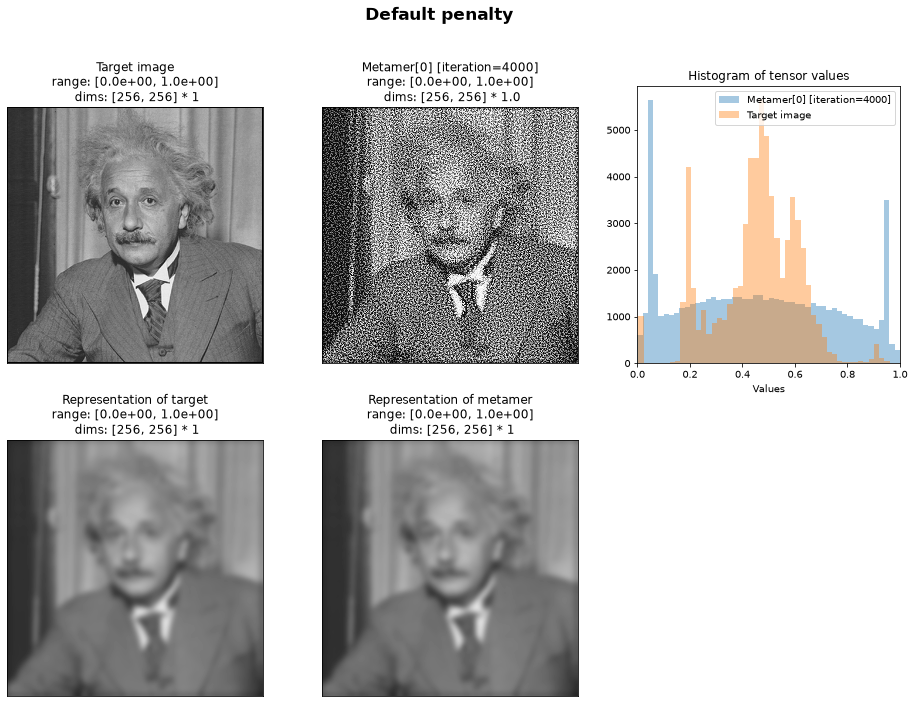 Default penalty
Target image
range: [0.0e+00, 1.0e+00]
dims: [256, 256] * 1
Metamer[0] [iteration=4000]
range: [0.0e+00, 1.0e+00]
dims: [256, 256] * 1.0
Histogram of tensor values
Metamer[0] [iteration=4000]
Target image
5000
4000
3000
2000
1000
0
0.0 0.2 0.4 0.6 0.8 1.0
Values
Representation of target
range: [0.0e+00, 1.0e+00]
dims: [256, 256] * 1
Representation of metamer
range: [0.0e+00, 1.0e+00]
dims: [256, 256] * 1